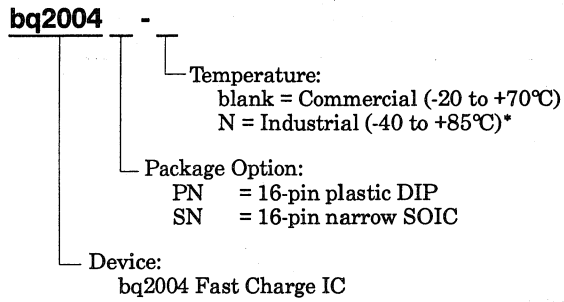 bq2004 _ - _
Temperature:
blank = Commercial (-20 to +70°C)
N = Industrial (-40 to +85°C)*
Package Option:
PN = 16-pin plastic DIP
SN = 16-pin narrow SOIC
Device:
bq2004 Fast Charge IC